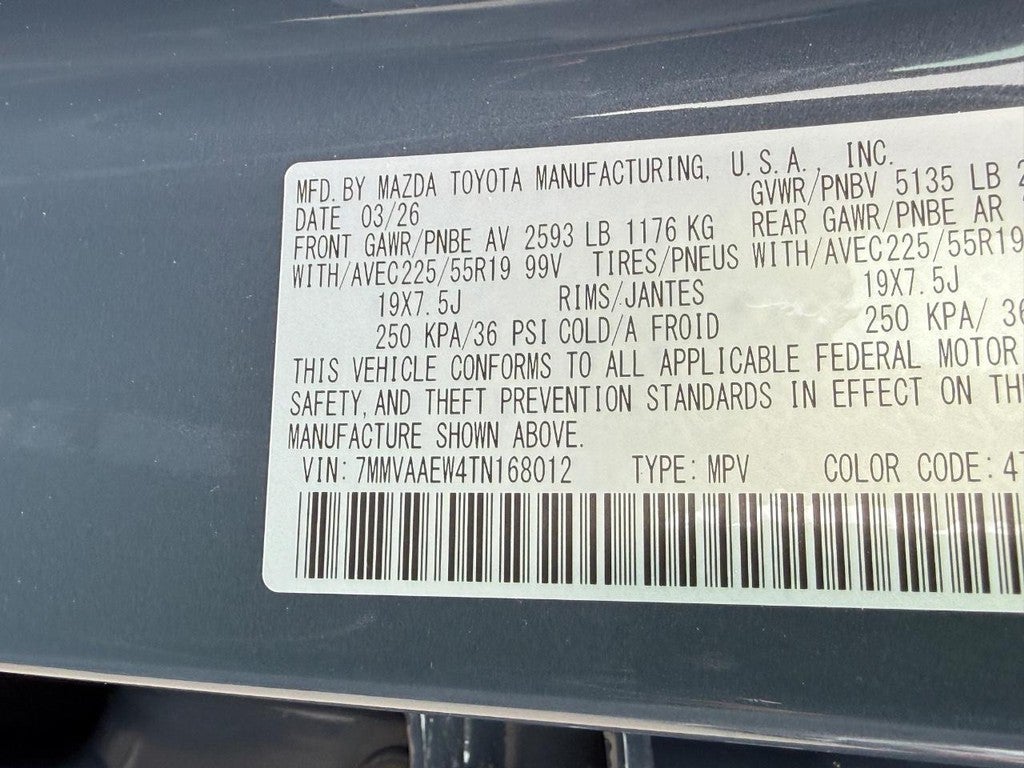 MFD. BY MAZDA TOYOTA MANUFACTURING, U.S.A., INC.
DATE 03/26 GVWR/PNBV 5135 LB
FRONT GAWR/PNBE AV 2593 LB 1176 KG REAR GAWR/PNBE AR
WITH/AVEC225/55R19 99V TIRES/PNEUS WITH/AVEC225/55R19
19X7.5J RIMS/JANTES 19X7.5J
250 KPA/36 PSI COLD/A FROID 250 KPA/ 36
THIS VEHICLE CONFORMS TO ALL APPLICABLE FEDERAL MOTOR
SAFETY, AND THEFT PREVENTION STANDARDS IN EFFECT ON THE
MANUFACTURE SHOWN ABOVE.
VIN: 7MMVAAEW4TN168012 TYPE: MPV COLOR CODE: 47